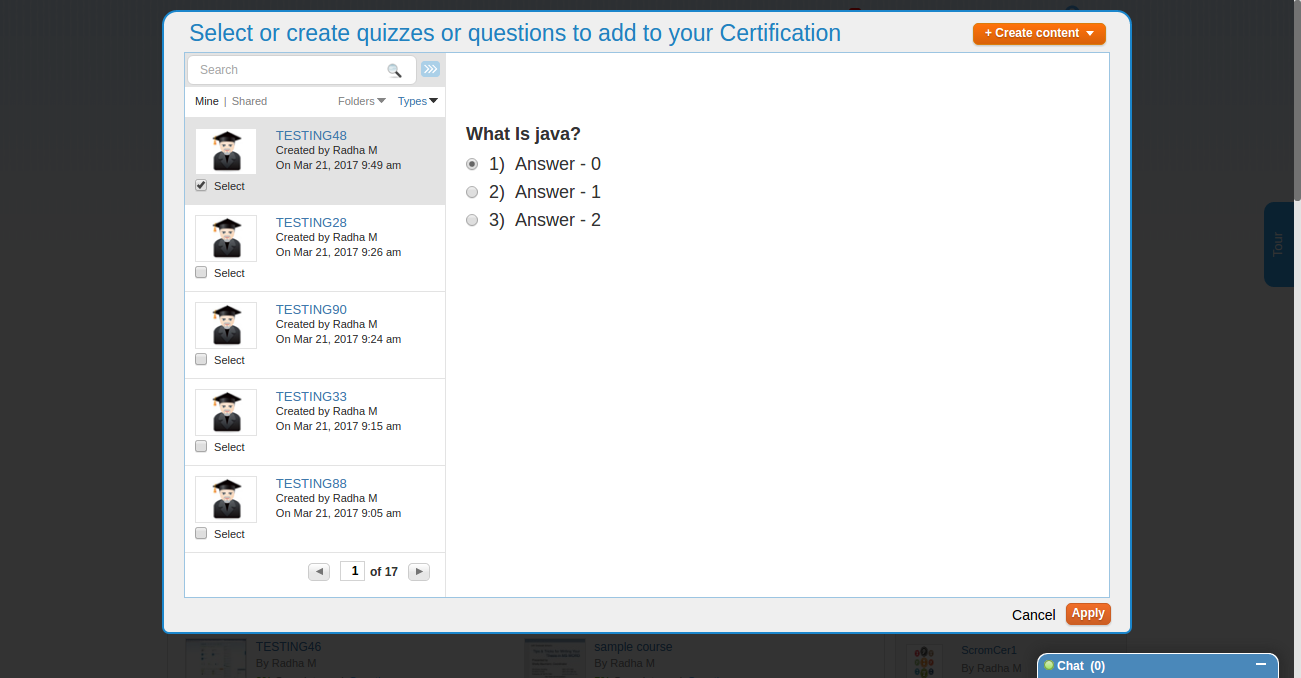 Select or create quizzes or questions to add to your Certification
+ Create content
Search
Mine | Shared
Folders
Types
TESTING48
Created by Radha M
On Mar 21, 2017 9:49 am
Select
TESTING28
Created by Radha M
On Mar 21, 2017 9:26 am
Select
TESTING90
Created by Radha M
On Mar 21, 2017 9:24 am
Select
TESTING33
Created by Radha M
On Mar 21, 2017 9:15 am
Select
TESTING88
Created by Radha M
On Mar 21, 2017 9:05 am
Select
1 of 17
What Is java?
1) Answer - 0
2) Answer - 1
3) Answer - 2
Cancel
Apply
Tour
TESTING46
By Radha M
sample course
By Radha M
ScromCer1
By Radha M
Chat (0)